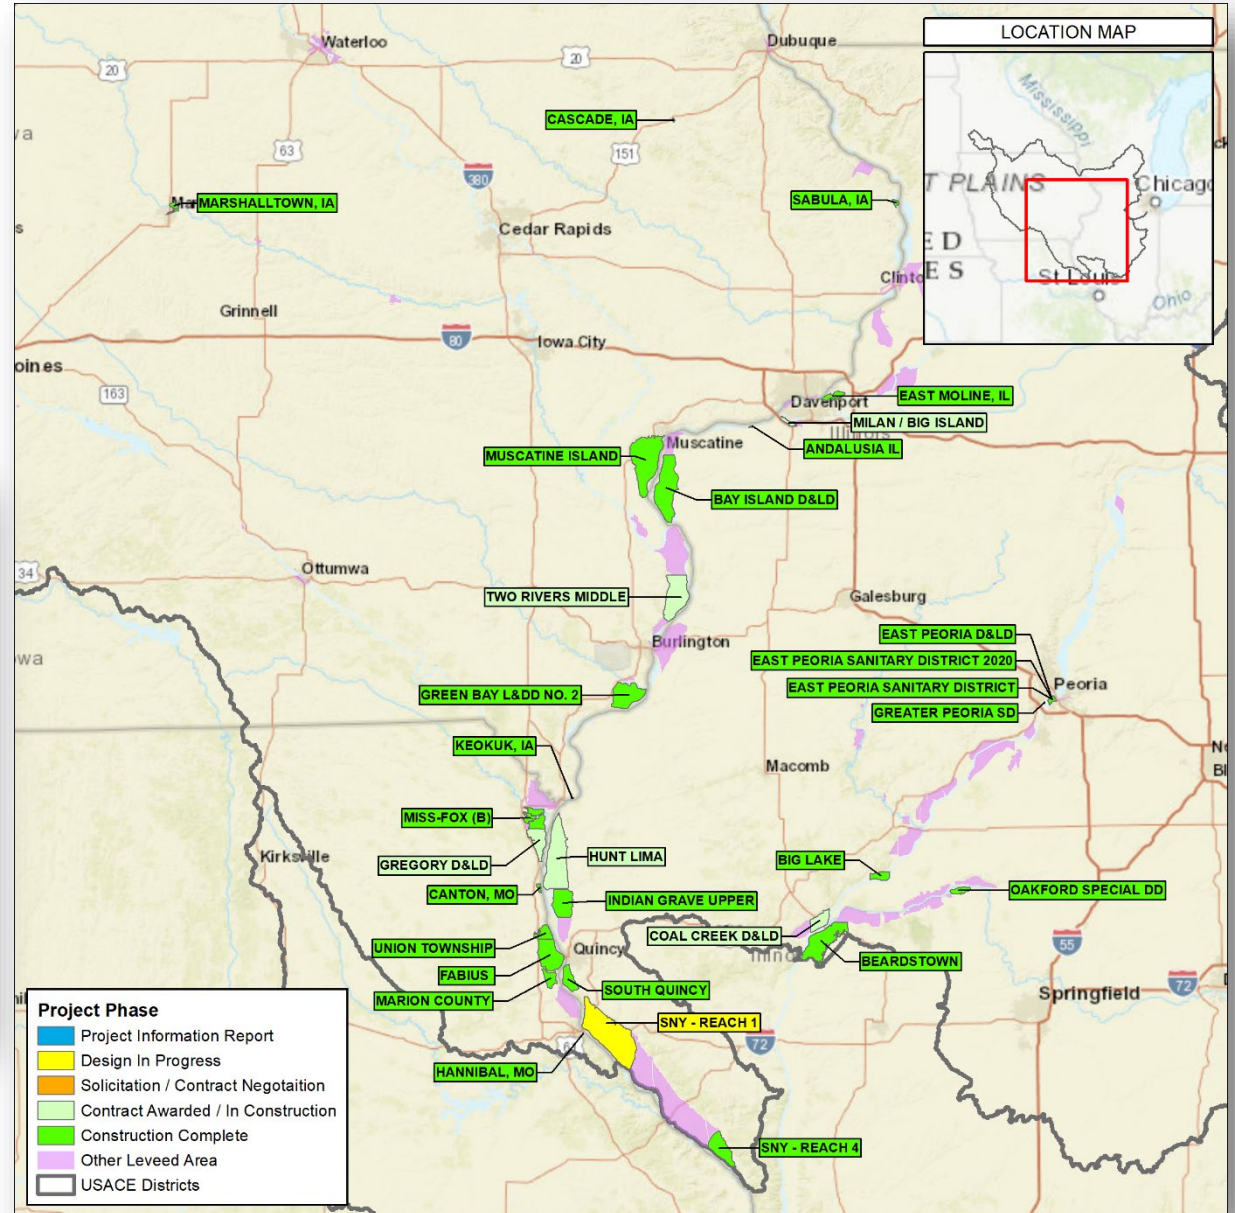 Waterloo
Dubuque
LOCATION MAP
20
20
CASCADE, IA
63
151
380
Mississippi
T PLAINS
Chicago
MARSHALLTOWN, IA
SABULA, IA
Cedar Rapids
E D
E S
St Louis
Ohio
Clinto
Grinnell
80
Iowa City
oines
163
Davenport
EAST MOLINE, IL
MILAN / BIG ISLAND
Illinois
ANDALUSIA IL
Muscatine
MUSCATINE ISLAND
BAY ISLAND D&LD
34
Ottumwa
TWO RIVERS MIDDLE
Galesburg
EAST PEORIA D&LD
Burlington
owa
EAST PEORIA SANITARY DISTRICT 2020
EAST PEORIA SANITARY DISTRICT
Peoria
GREEN BAY L&DD NO. 2
GREATER PEORIA SD
KEOKUK, IA
Macomb
MISS-FOX (B)
Kirksville
GREGORY D&LD
HUNT LIMA
BIG LAKE
CANTON, MO
INDIAN GRAVE UPPER
OAKFORD SPECIAL DD
COAL CREEK D&LD
UNION TOWNSHIP
Quincy
55
FABIUS
BEARDSTOWN
MARION COUNTY
SOUTH QUINCY
72
Springfield
SNY - REACH 1
72
HANNIBAL, MO
SNY - REACH 4
Project Phase
Project Information Report
Design In Progress
Solicitation / Contract Negotaition
Contract Awarded / In Construction
Construction Complete
Other Leveed Area
USACE Districts